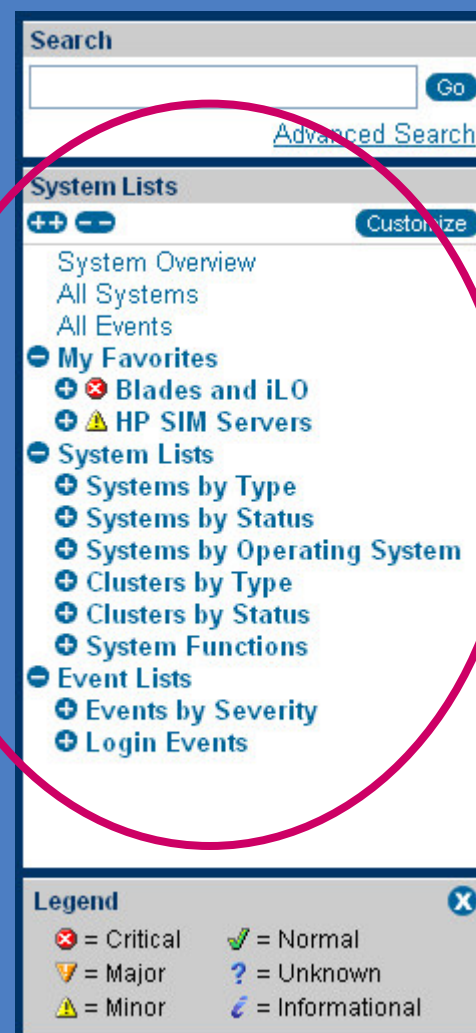 Search
Go
Advanced Search
System Lists
Customize
System Overview
All Systems
All Events
My Favorites
Blades and iLO
HP SIM Servers
System Lists
Systems by Type
Systems by Status
Systems by Operating System
Clusters by Type
Clusters by Status
System Functions
Event Lists
Events by Severity
Login Events
Legend
= Critical
= Normal
= Major
? = Unknown
= Minor
i = Informational